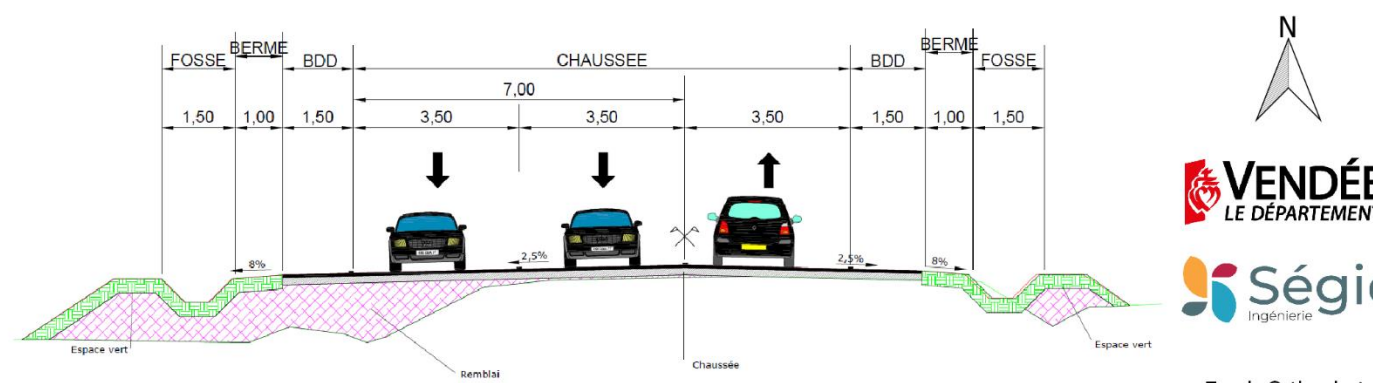 BERME BERME
FOSSE BDD CHAUSSEE BDD FOSSE
7,00
1,50 1,00 1,50 3,50 3,50 3,50 1,50 1,00 1,50
8% 2,5% 2,5% 8%
Espace vert Remblai Chaussée Espace vert
N
VENDÉE
LE DÉPARTEMENT
Ségic
Ingénierie